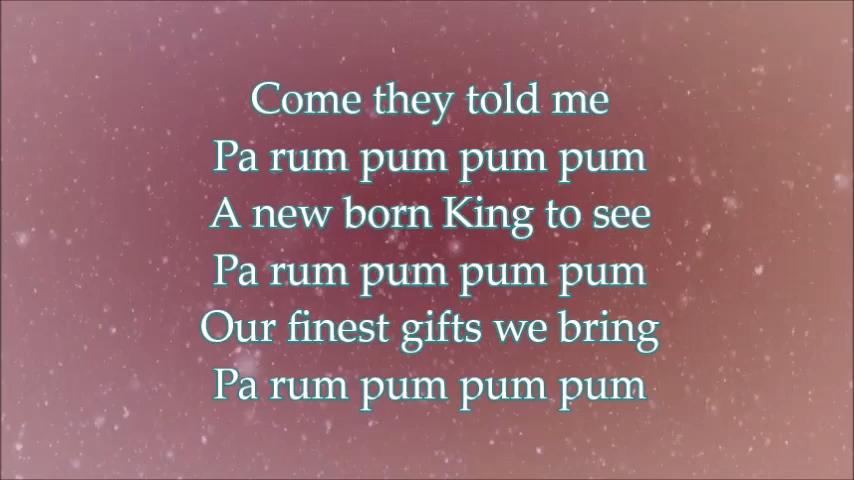 Come they told me
Pa rum pum pum pum
A new born King to see
Pa rum pum pum pum
Our finest gifts we bring
Pa rum pum pum pum